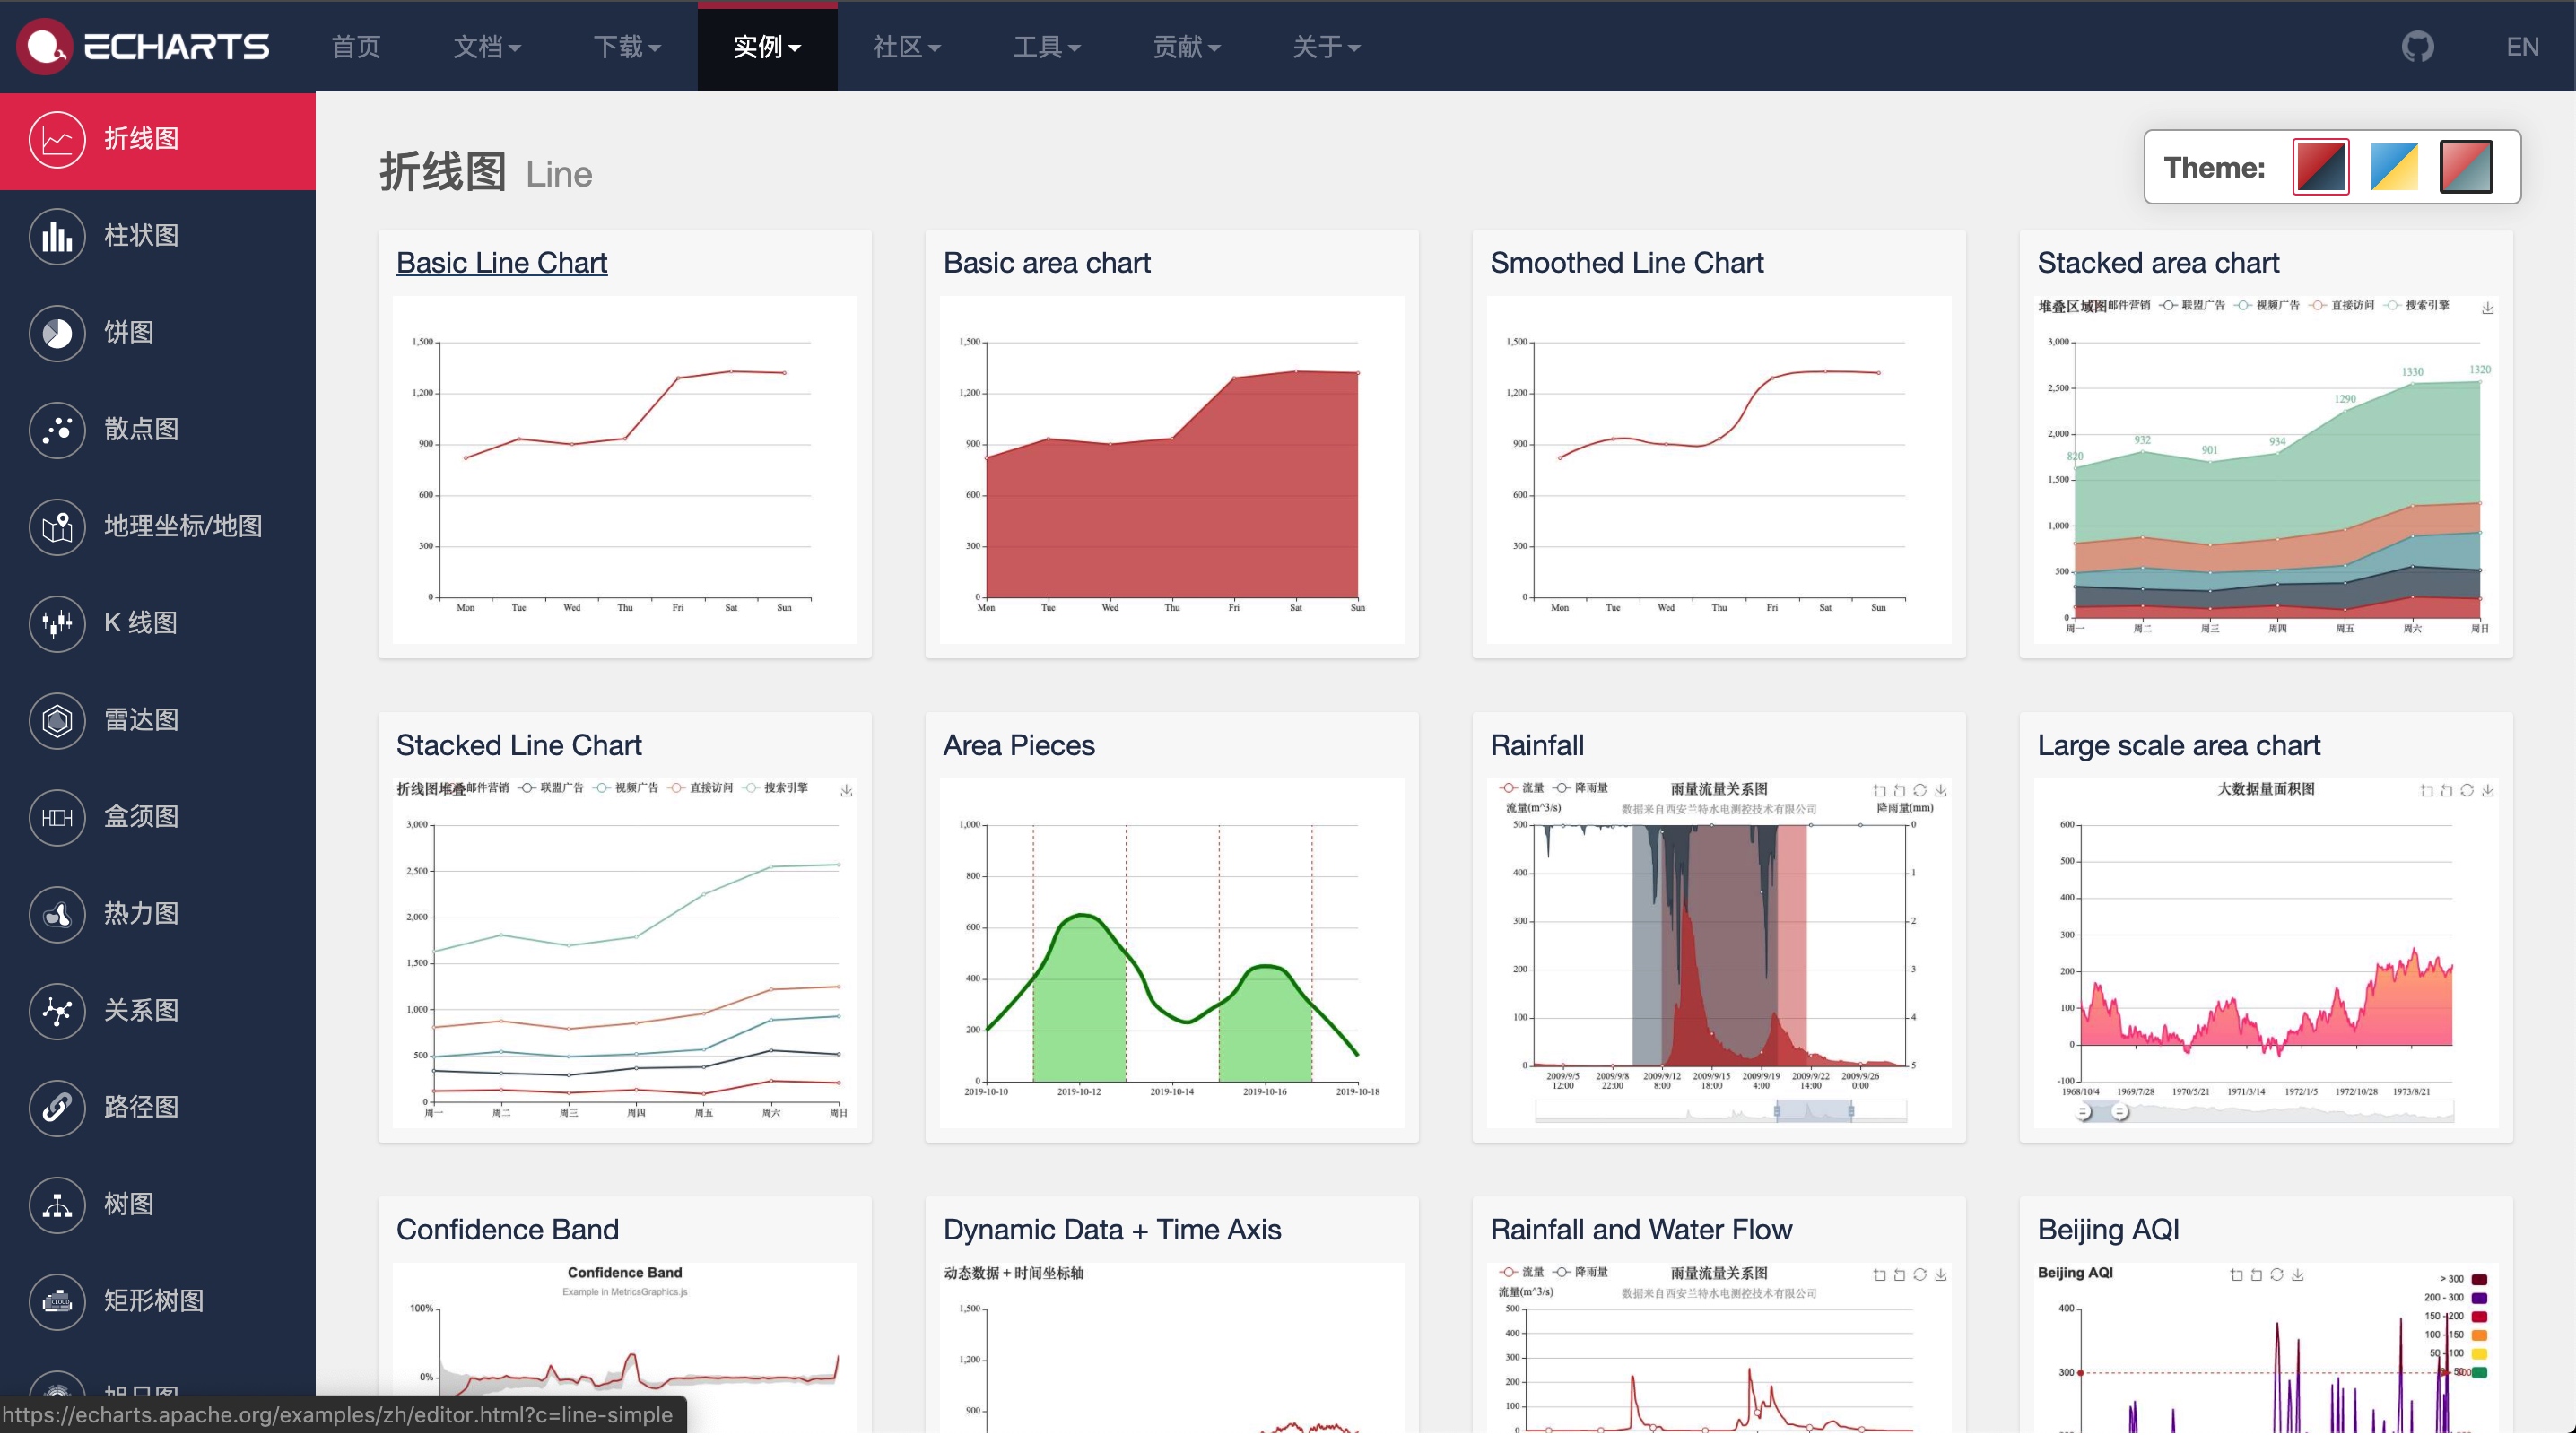 ECHARTS 首页 文档 下载 实例 社区 工具 贡献 关于 EN
折线图
柱状图
饼图
散点图
地理坐标/地图
K 线图
雷达图
盒须图
热力图
关系图
路径图
树图
矩形树图
旭日图
https://echarts.apache.org/examples/zh/editor.html?c=line-simple
折线图 Line
Theme:
Basic Line Chart
1,500
1,200
900
600
300
0
Mon Tue Wed Thu Fri Sat Sun
Basic area chart
1,500
1,200
900
600
300
0
Mon Tue Wed Thu Fri Sat Sun
Smoothed Line Chart
1,500
1,200
900
600
300
0
Mon Tue Wed Thu Fri Sat Sun
Stacked area chart
堆叠区域图 邮件营销 联盟广告 视频广告 直接访问 搜索引擎
3,000
2,500
2,000
1,500
1,000
500
0
820 932 901 934 1290 1330 1320
周一 周二 周三 周四 周五 周六 周日
Stacked Line Chart
折线图堆叠 邮件营销 联盟广告 视频广告 直接访问 搜索引擎
3,000
2,500
2,000
1,500
1,000
500
0
周一 周二 周三 周四 周五 周六 周日
Area Pieces
1,000
800
600
400
200
0
2019-10-10 2019-10-12 2019-10-14 2019-10-16 2019-10-18
Rainfall
流量 降雨量 雨量流量关系图
流量(m^3/s) 数据来自西安兰特水电测控技术有限公司 降雨量(mm)
500 0
400 1
300 2
200 3
100 4
0 5
2009/9/5 2009/9/8 2009/9/12 2009/9/15 2009/9/19 2009/9/22 2009/9/26
12:00 22:00 8:00 18:00 4:00 14:00 0:00
Large scale area chart
大数据量面积图
600
500
400
300
200
100
0
-100
1968/10/4 1969/7/28 1970/5/21 1971/3/14 1972/1/5 1972/10/28 1973/8/21
Confidence Band
Confidence Band
Example in MetricsGraphics.js
100%
0%
Dynamic Data + Time Axis
动态数据 + 时间坐标轴
1,500
1,200
900
Rainfall and Water Flow
流量 降雨量 雨量流量关系图
流量(m^3/s) 数据来自西安兰特水电测控技术有限公司
500
400
300
200
100
0
Beijing AQI
Beijing AQI
> 300
200 - 300
150 - 200
100 - 150
50 - 100
400
300